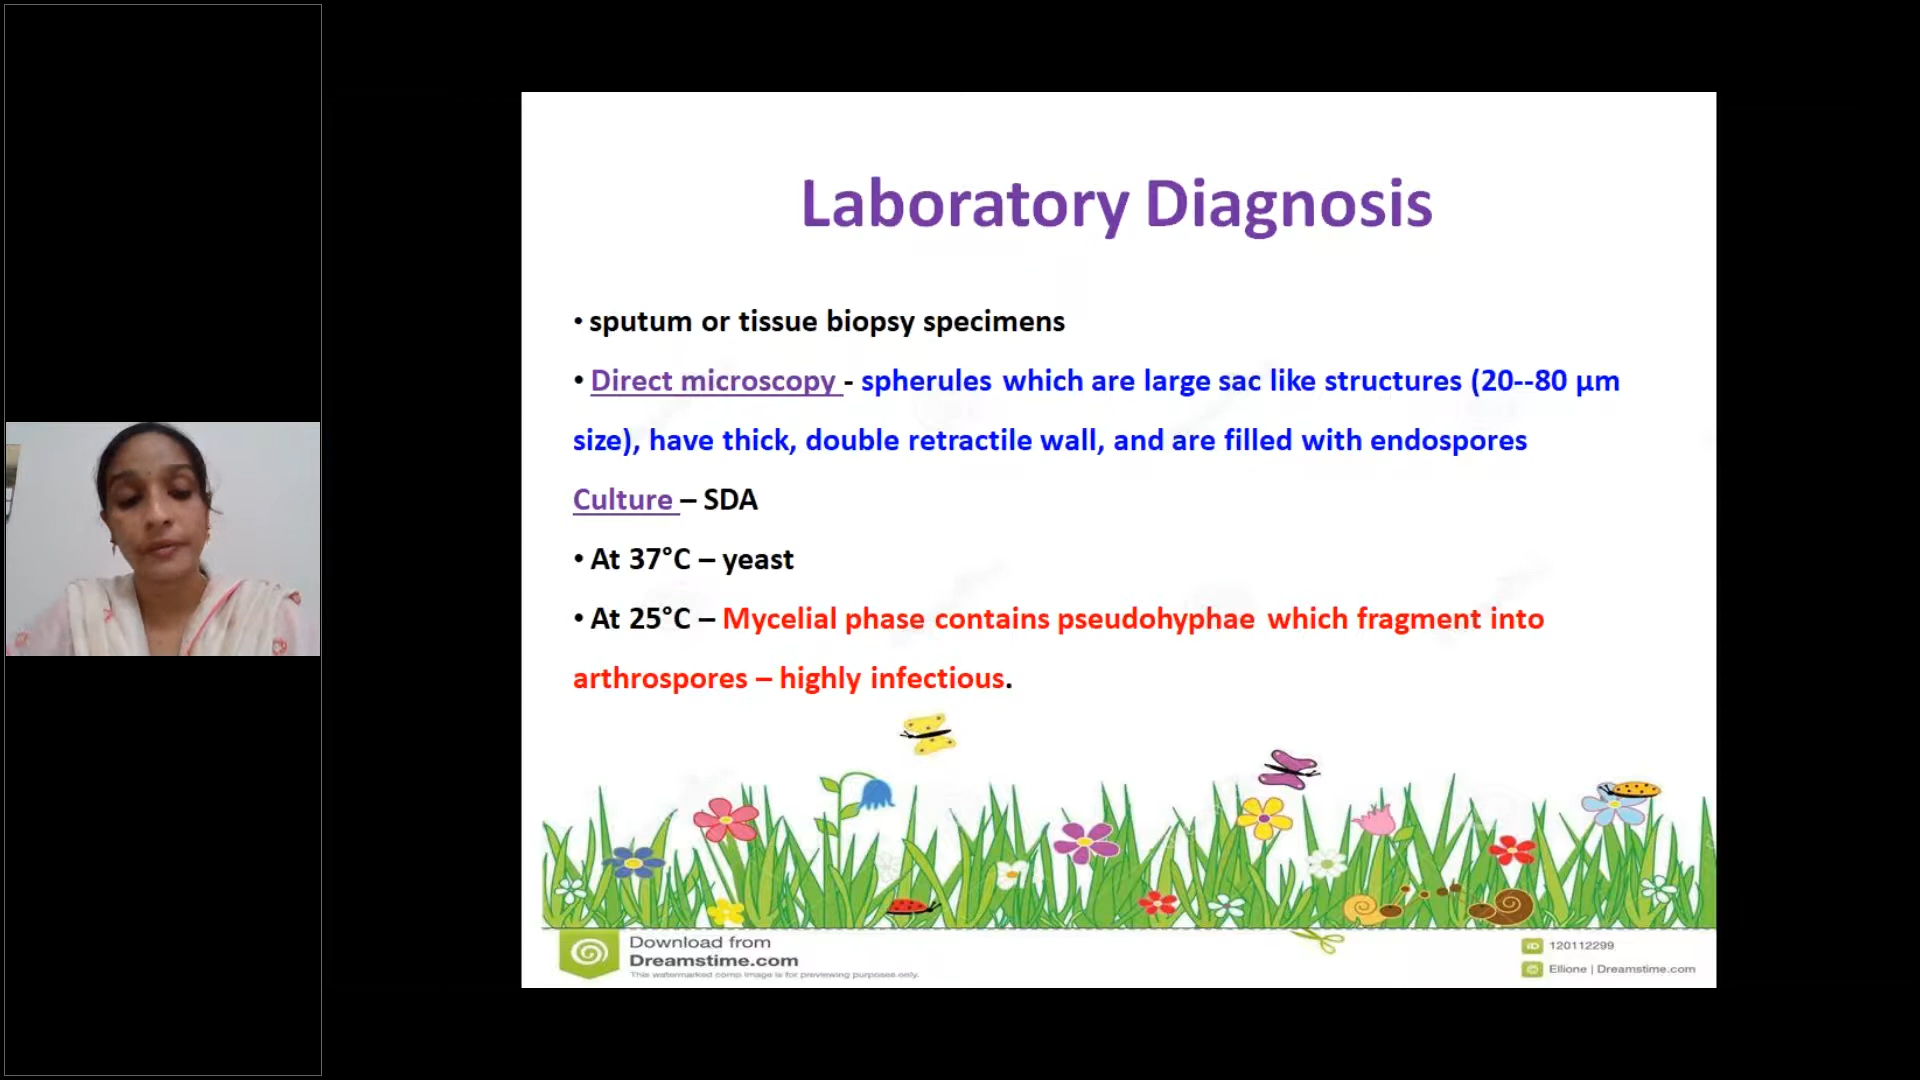 Laboratory Diagnosis
• sputum or tissue biopsy specimens
• Direct microscopy - spherules which are large sac like structures (20--80 µm
size), have thick, double retractile wall, and are filled with endospores
Culture – SDA
• At 37°C – yeast
• At 25°C – Mycelial phase contains pseudohyphae which fragment into
arthrospores – highly infectious.
Download from
Dreamstime.com
This watermarked comp image is for previewing purposes only.
ID 120112299
Ellione | Dreamstime.com